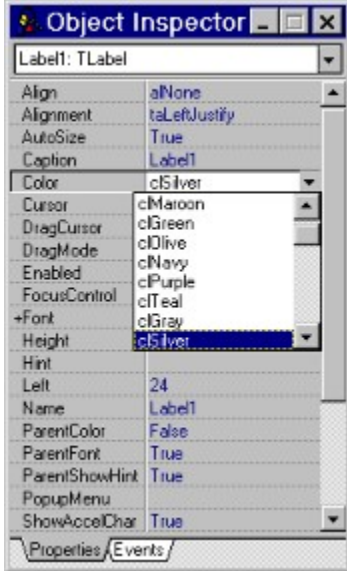 Object Inspector
Label1: TLabel
Align alNone
Alignment taLeftJustify
AutoSize True
Caption Label1
Color clSilver
Cursor clMaroon
DragCursor clGreen
DragMode clOlive
Enabled clNavy
FocusControl clPurple
+Font clTeal
Height clGray
Hint clSilver
Left 24
Name Label1
ParentColor False
ParentFont True
ParentShowHint True
PopupMenu
ShowAccelChar True
Properties Events